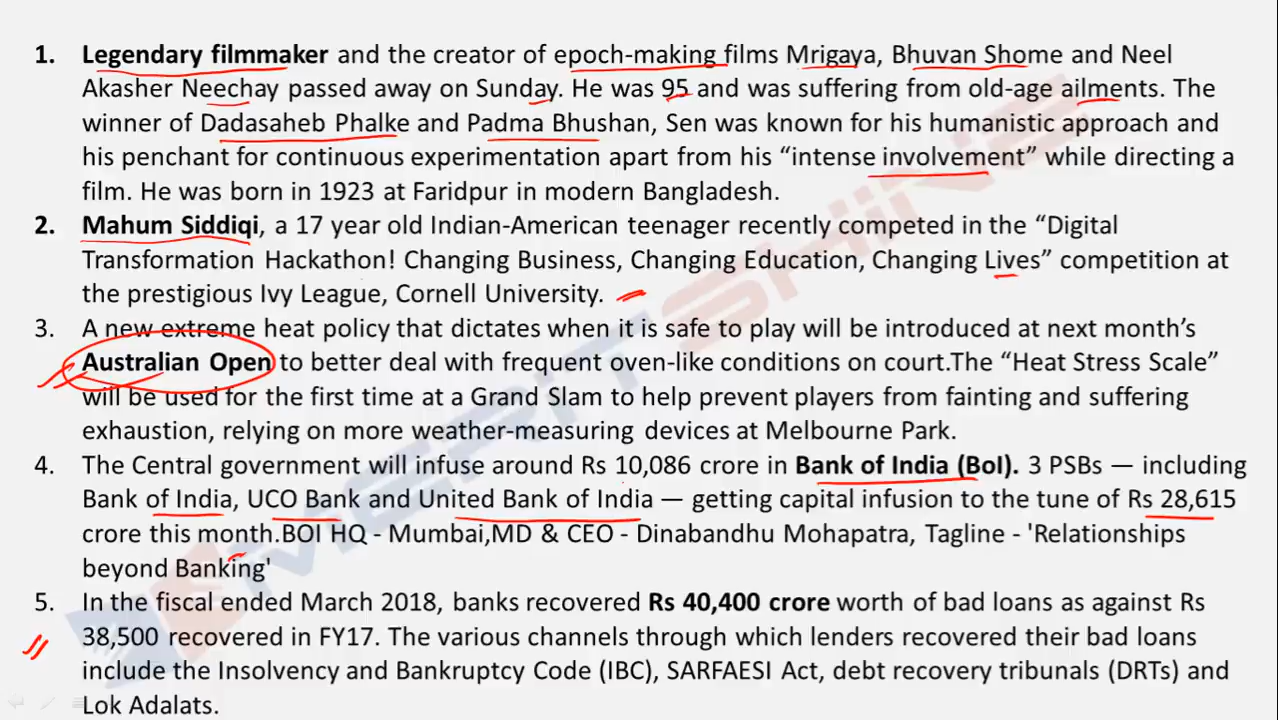 1. Legendary filmmaker and the creator of epoch-making films Mrigaya, Bhuvan Shome and Neel
Akasher Neechay passed away on Sunday. He was 95 and was suffering from old-age ailments. The
winner of Dadasaheb Phalke and Padma Bhushan, Sen was known for his humanistic approach and
his penchant for continuous experimentation apart from his “intense involvement” while directing a
film. He was born in 1923 at Faridpur in modern Bangladesh.
2. Mahum Siddiqi, a 17 year old Indian-American teenager recently competed in the “Digital
Transformation Hackathon! Changing Business, Changing Education, Changing Lives” competition at
the prestigious Ivy League, Cornell University.
3. A new extreme heat policy that dictates when it is safe to play will be introduced at next month’s
Australian Open to better deal with frequent oven-like conditions on court.The “Heat Stress Scale”
will be used for the first time at a Grand Slam to help prevent players from fainting and suffering
exhaustion, relying on more weather-measuring devices at Melbourne Park.
4. The Central government will infuse around Rs 10,086 crore in Bank of India (BoI). 3 PSBs — including
Bank of India, UCO Bank and United Bank of India — getting capital infusion to the tune of Rs 28,615
crore this month.BOI HQ - Mumbai,MD & CEO - Dinabandhu Mohapatra, Tagline - 'Relationships
beyond Banking'
5. In the fiscal ended March 2018, banks recovered Rs 40,400 crore worth of bad loans as against Rs
38,500 recovered in FY17. The various channels through which lenders recovered their bad loans
include the Insolvency and Bankruptcy Code (IBC), SARFAESI Act, debt recovery tribunals (DRTs) and
Lok Adalats.